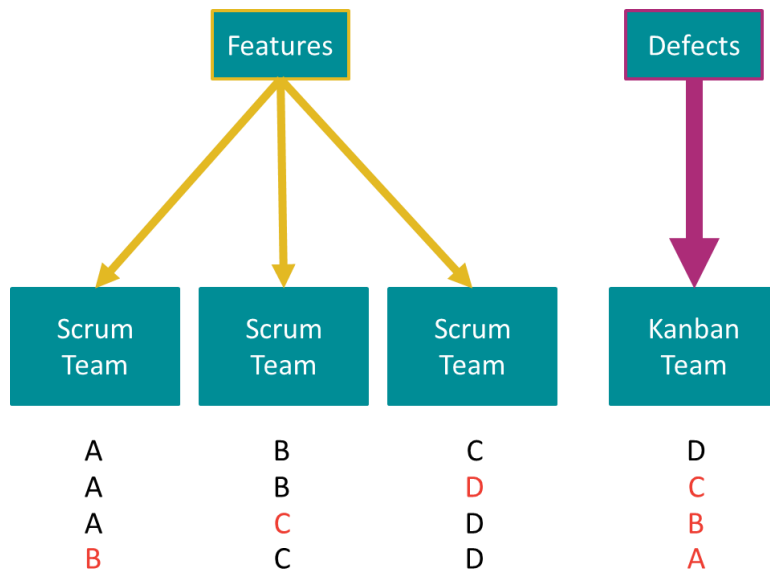 Features Defects
Scrum Team Scrum Team Scrum Team Kanban Team
A B C D
A B D C
A C D B
B C D A